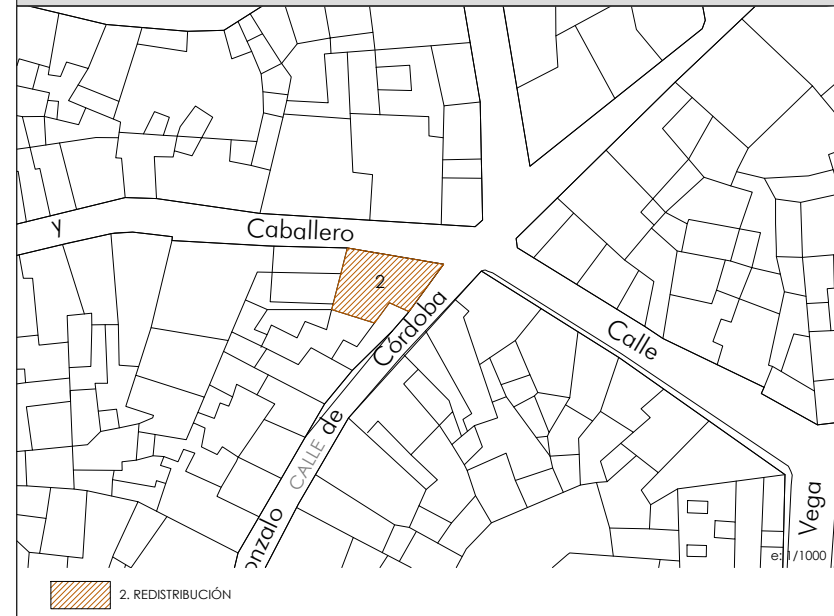 y
Caballero
2
Córdoba
de
CALLE
onzalo
Calle
Vega
e: 1/1000
2. REDISTRIBUCIÓN